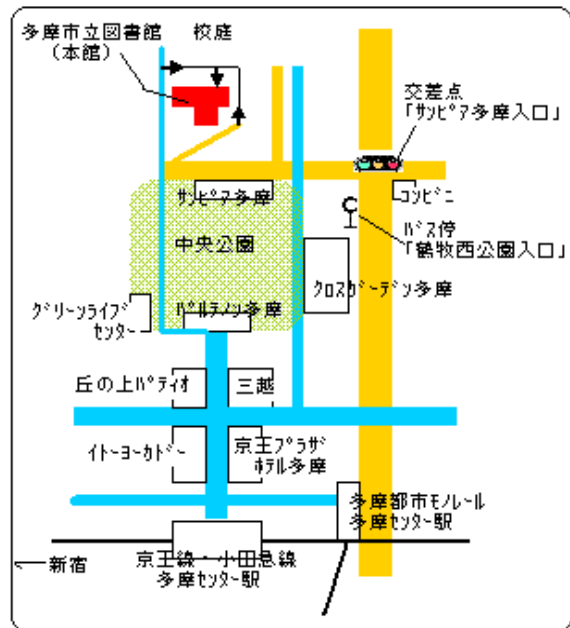 多摩市立図書館
（本館）
校庭
交差点
「ｻﾝﾋﾟｱ多摩入口」
ｻﾝﾋﾟｱ多摩
ｺﾝﾋﾞﾆ
ﾊﾞｽ停
「鶴牧西公園入口」
中央公園
ｸﾛｽｶﾞｰﾃﾞﾝ多摩
ｸﾞﾘｰﾝﾗｲﾌﾞ
ｾﾝﾀｰ
ﾊﾟﾙﾃﾉﾝ多摩
丘の上ﾊﾟﾃｨｵ
三越
ｲﾄｰﾖｰｶﾄﾞｰ
京王ﾌﾟﾗｻﾞ
ﾎﾃﾙ多摩
多摩都市ﾓﾉﾚｰﾙ
多摩ｾﾝﾀｰ駅
新宿
京王線・小田急線
多摩ｾﾝﾀｰ駅